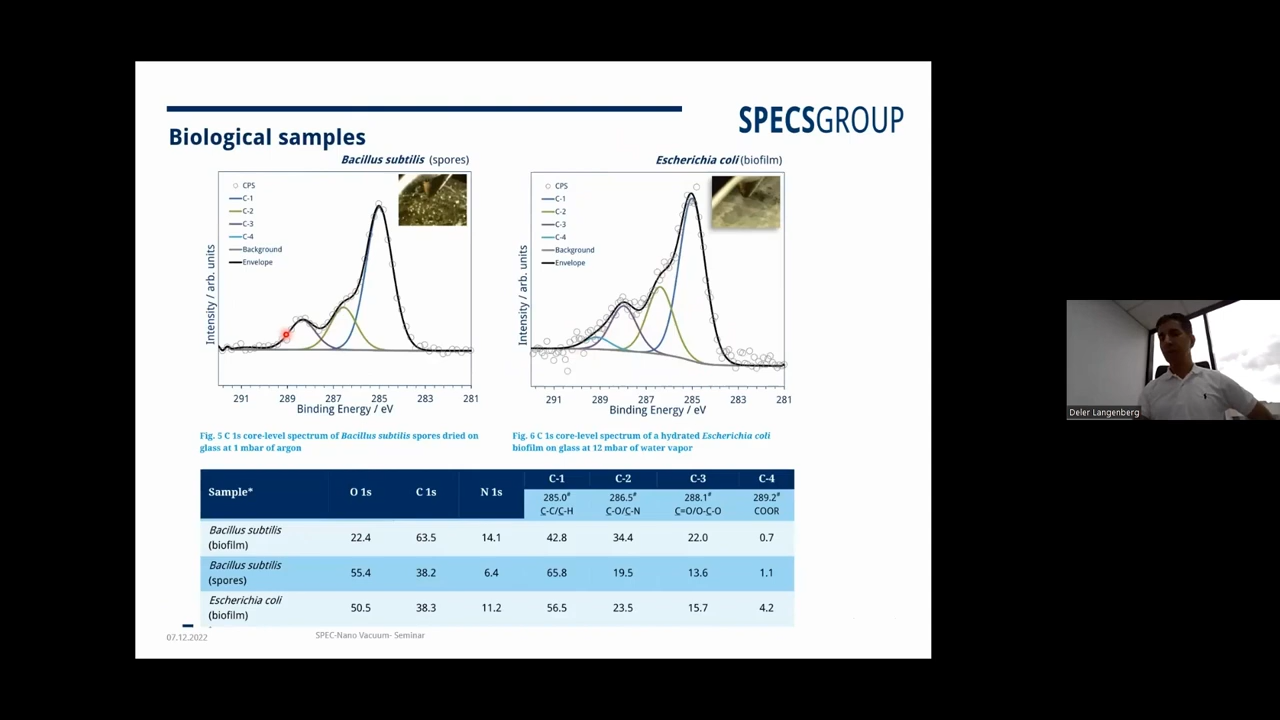 SPECSGROUP
Biological samples
Bacillus subtilis (spores)
CPS
C-1
C-2
C-3
C-4
Background
Envelope
Intensity / arb. units
291 289 287 285 283 281
Binding Energy / eV
Escherichia coli (biofilm)
CPS
C-1
C-2
C-3
C-4
Background
Envelope
Intensity / arb. units
291 289 287 285 283 281
Binding Energy / eV
Fig. 5 C 1s core-level spectrum of Bacillus subtilis spores dried on
glass at 1 mbar of argon
Fig. 6 C 1s core-level spectrum of a hydrated Escherichia coli
biofilm on glass at 12 mbar of water vapor
Sample* O 1s C 1s N 1s C-1 C-2 C-3 C-4
285.0# 286.5# 288.1# 289.2#
C-C/C-H C-O/C-N C=O/O-C-O COOR
Bacillus subtilis
(biofilm) 22.4 63.5 14.1 42.8 34.4 22.0 0.7
Bacillus subtilis
(spores) 55.4 38.2 6.4 65.8 19.5 13.6 1.1
Escherichia coli
(biofilm) 50.5 38.3 11.2 56.5 23.5 15.7 4.2
07.12.2022
SPEC-Nano Vacuum- Seminar
Deler Langenberg